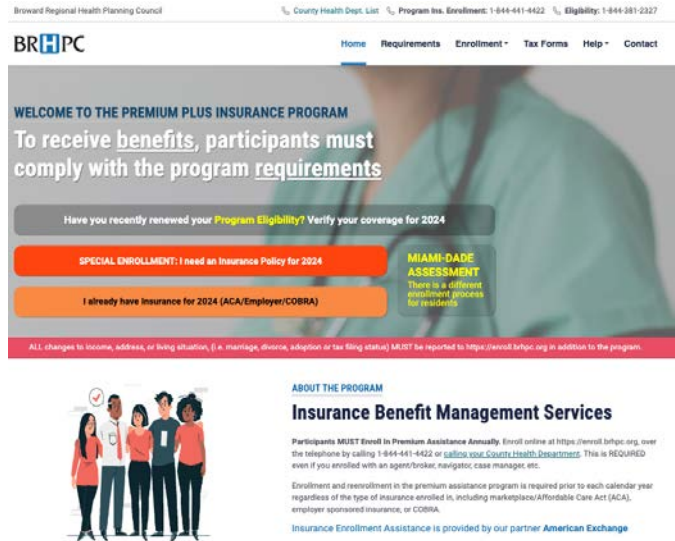 Broward Regional Health Planning Council
County Health Dept. List Program Ins. Enrollment: 1-844-441-4422 Eligibility: 1-844-381-2327
BRHPC
Home Requirements Enrollment Tax Forms Help Contact
WELCOME TO THE PREMIUM PLUS INSURANCE PROGRAM
To receive benefits, participants must
comply with the program requirements
Have you recently renewed your Program Eligibility? Verify your coverage for 2024
SPECIAL ENROLLMENT: I need an Insurance Policy for 2024
I already have Insurance for 2024 (ACA/Employer/COBRA)
MIAMI-DADE
ASSESSMENT
There is a different
enrollment process
for residents
ALL changes to income, address, or living situation, (i.e. marriage, divorce, adoption or tax filing status) MUST be reported to https://enroll.brhpc.org in addition to the program.
ABOUT THE PROGRAM
Insurance Benefit Management Services
Participants MUST Enroll in Premium Assistance Annually. Enroll online at https://enroll.brhpc.org, over
the telephone by calling 1-844-441-4422 or calling your County Health Department. This is REQUIRED
even if you enrolled with an agent/broker, navigator, case manager, etc.
Enrollment and reenrollment in the premium assistance program is required prior to each calendar year
regardless of the type of insurance enrolled in, including marketplace/Affordable Care Act (ACA),
employer sponsored insurance, or COBRA.
Insurance Enrollment Assistance is provided by our partner American Exchange